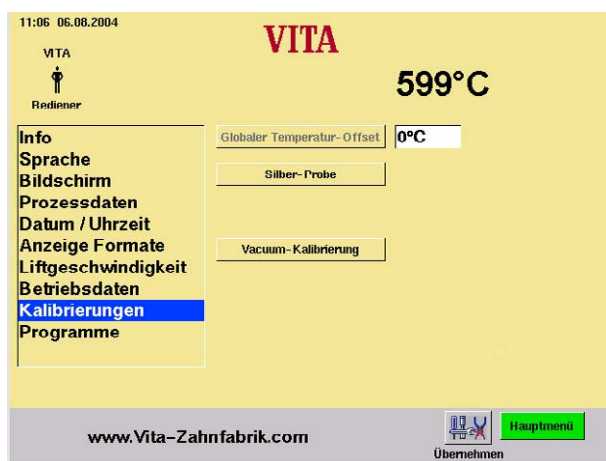 11:06 06.08.2004
VITA
VITA
599°C
Bediener
Info
Sprache
Bildschirm
Prozessdaten
Datum / Uhrzeit
Anzeige Formate
Liftgeschwindigkeit
Betriebsdaten
Kalibrierungen
Programme
Globaler Temperatur-Offset
0°C
Silber-Probe
Vacuum-Kalibrierung
www.Vita-Zahnfabrik.com
Übernehmen
Hauptmenü